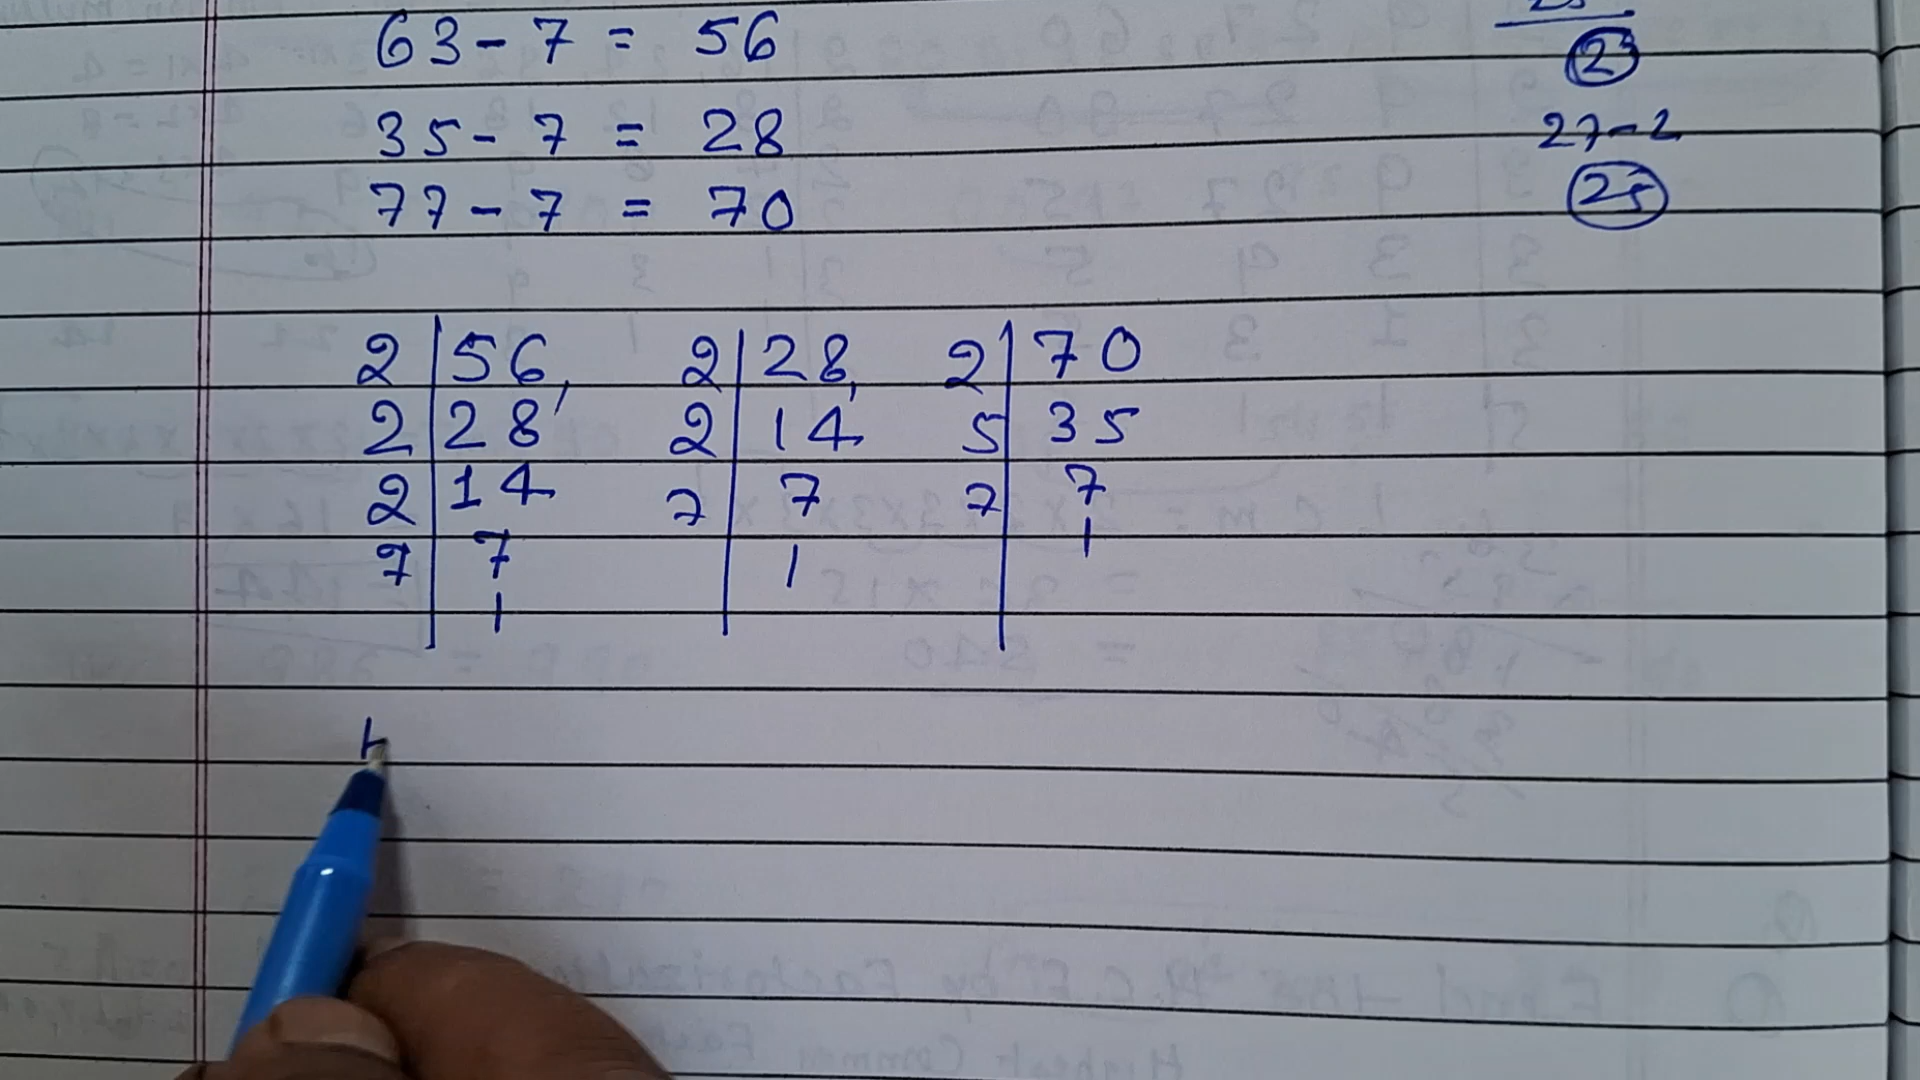 63 - 7 = 56
35 - 7 = 28
77 - 7 = 70
27 - 2
25
2 | 56, 2 | 28, 2 | 70
2 | 28 2 | 14 5 | 35
2 | 14 7 | 7 7 | 7
7 | 7 | 1 | 1
| 1